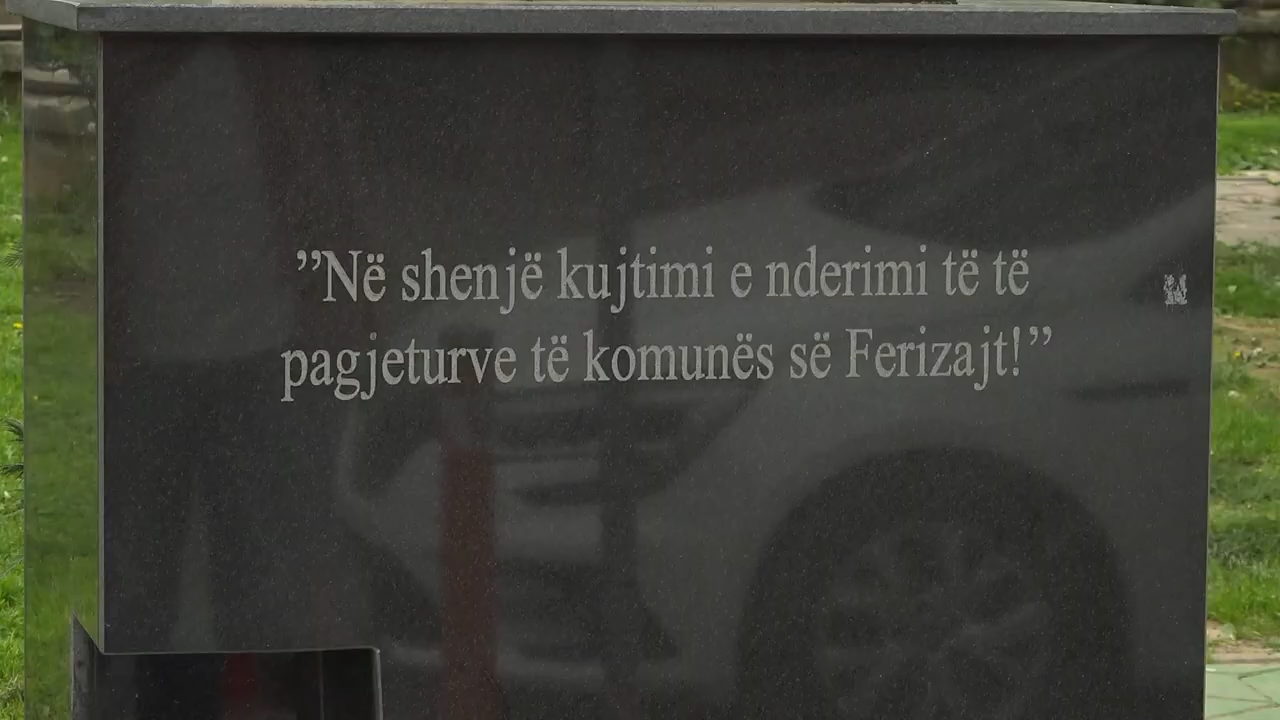 ”Në shenjë kujtimi e nderimi të të
pagjeturve të komunës së Ferizajt!”